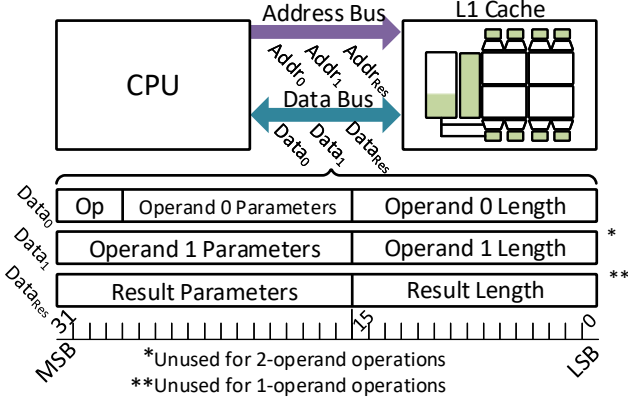 Address Bus
L1 Cache
CPU
Addr0 Addr1 AddrRes
Data Bus
Data0 Data1 DataRes
Data0 Op Operand 0 Parameters Operand 0 Length
Data1 Operand 1 Parameters Operand 1 Length *
DataRes Result Parameters Result Length **
31 15 0
MSB LSB
*Unused for 2-operand operations
**Unused for 1-operand operations